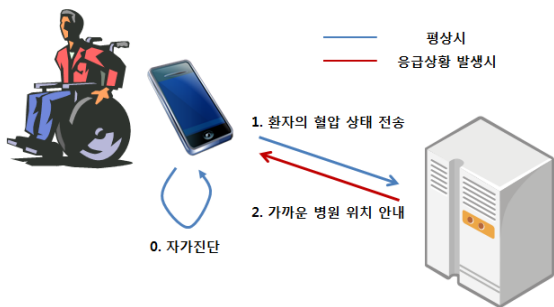 평상시
응급상황 발생시
1. 환자의 혈압 상태 전송
2. 가까운 병원 위치 안내
0. 자가진단